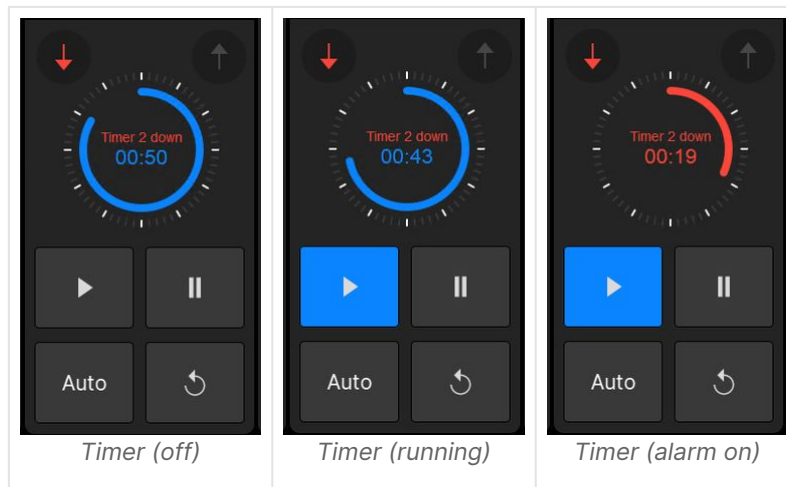 Timer 2 down
00:50
Auto
Timer (off)
Timer 2 down
00:43
Auto
Timer (running)
Timer 2 down
00:19
Auto
Timer (alarm on)